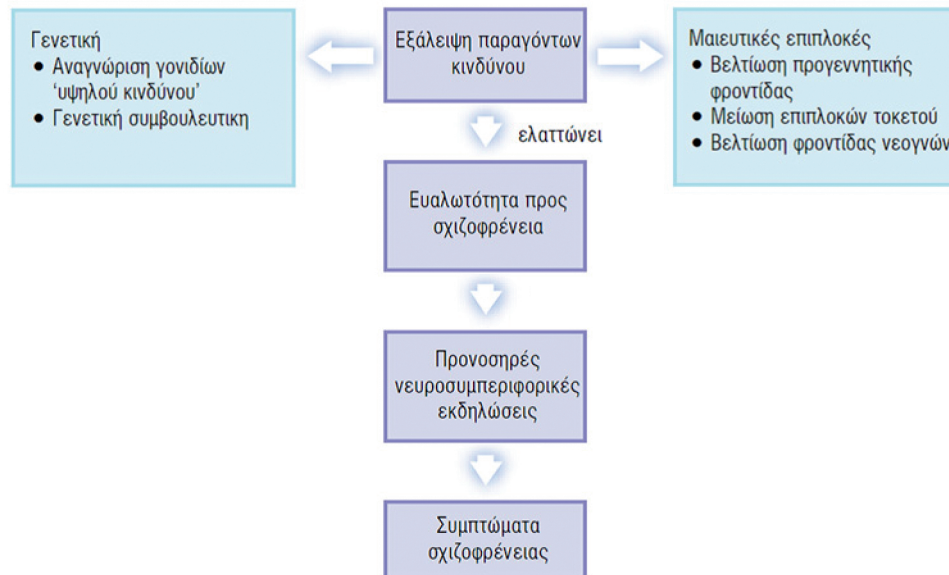 Γενετική
● Αναγνώριση γονιδίων
‘υψηλού κινδύνου’
● Γενετική συμβουλευτικη
Εξάλειψη παραγόντων
κινδύνου
Μαιευτικές επιπλοκές
● Βελτίωση προγεννητικής
φροντίδας
● Μείωση επιπλοκών τοκετού
● Βελτίωση φροντίδας νεογνών
ελαττώνει
Ευαλωτότητα προς
σχιζοφρένεια
Προνοσηρές
νευροσυμπεριφορικές
εκδηλώσεις
Συμπτώματα
σχιζοφρένειας